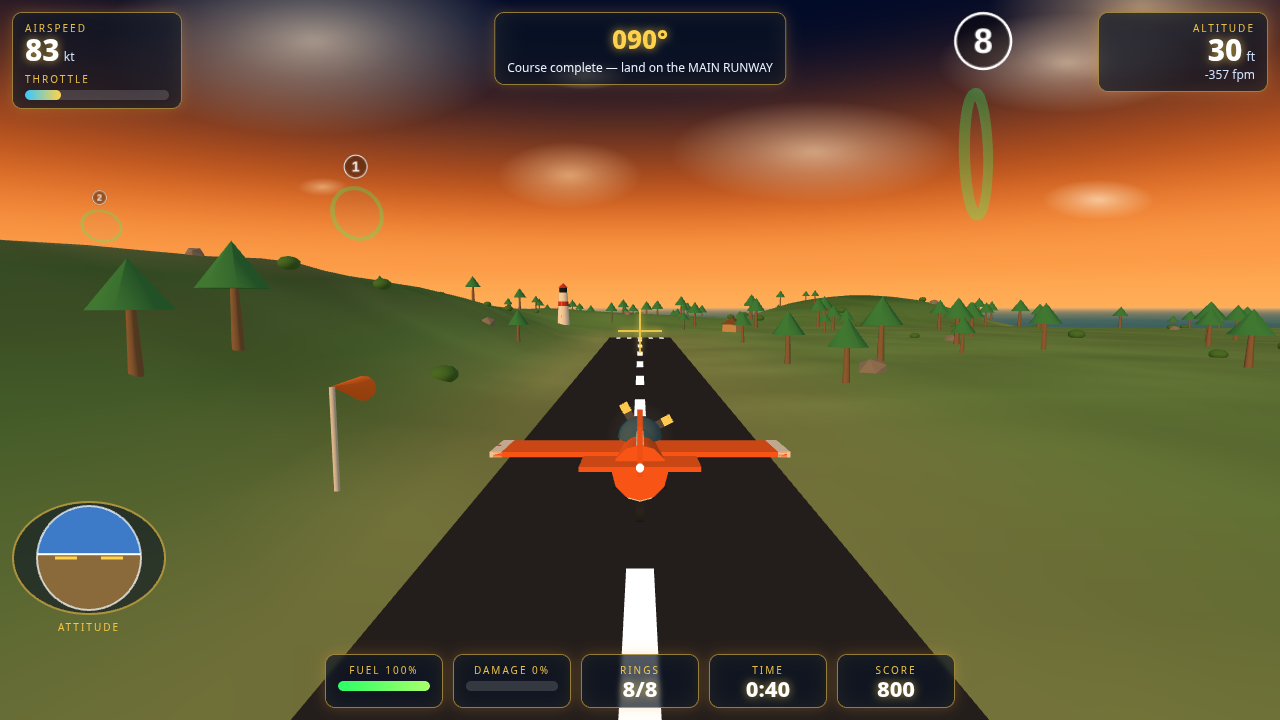 AIRSPEED
83 kt
THROTTLE
090°
Course complete — land on the MAIN RUNWAY
8
ALTITUDE
30 ft
-357 fpm
1
2
ATTITUDE
FUEL 100%
DAMAGE 0%
RINGS
8/8
TIME
0:40
SCORE
800